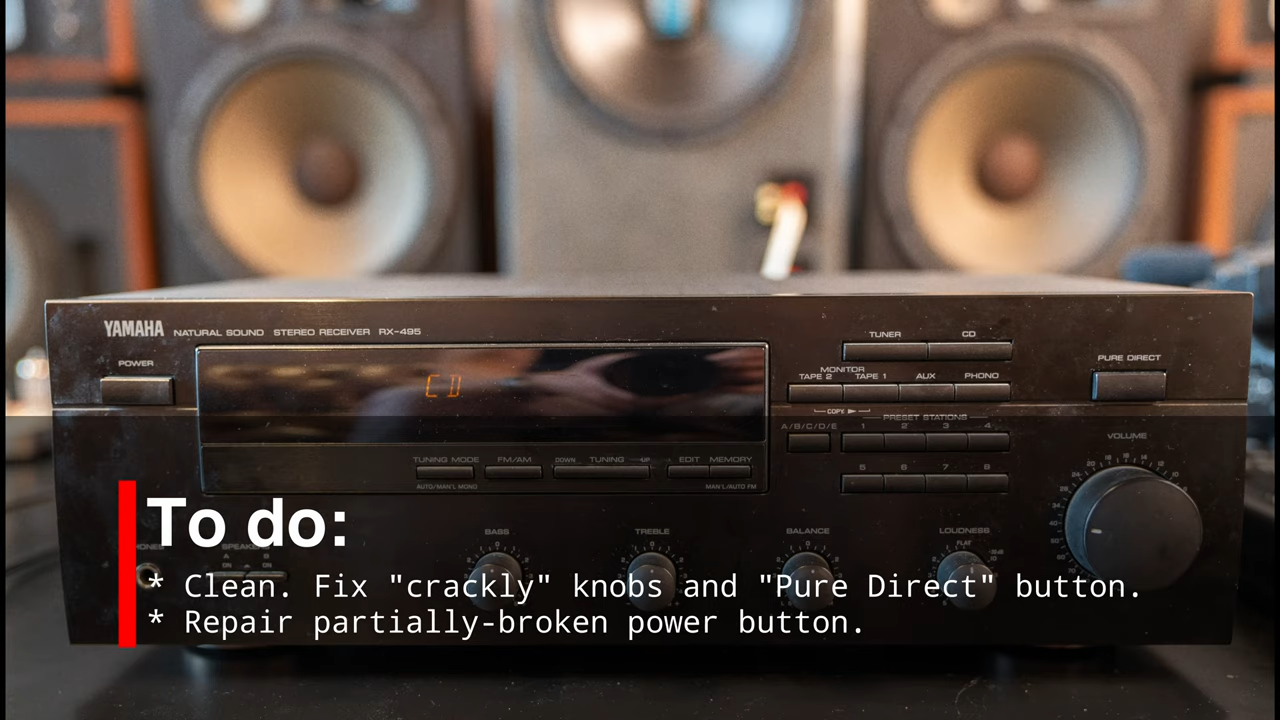 YAMAHA NATURAL SOUND STEREO RECEIVER RX-495
POWER
CD
TUNER CD
MONITOR
TAPE 2 TAPE 1 AUX PHONO
PURE DIRECT
COPY
PRESET STATIONS
A/B/C/D/E 1 2 3 4
5 6 7 8
VOLUME
TUNING MODE FM/AM DOWN TUNING UP EDIT MEMORY
AUTO/MAN'L MONO MAN'L/AUTO FM
BASS TREBLE BALANCE LOUDNESS
FLAT
SPEAKERS
A B
ON ON
To do:
* Clean. Fix "crackly" knobs and "Pure Direct" button.
* Repair partially-broken power button.